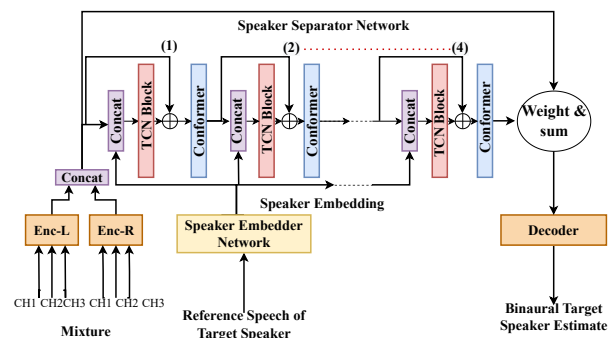 Speaker Separator Network
(1)
(2)
(4)
Concat
TCN Block
Conformer
Concat
TCN Block
Conformer
Concat
TCN Block
Conformer
Weight &
sum
Concat
Speaker Embedding
Enc-L
Enc-R
Speaker Embedder
Network
Decoder
CH1 CH2CH3
CH1 CH2 CH3
Mixture
Reference Speech of
Target Speaker
Binaural Target
Speaker Estimate